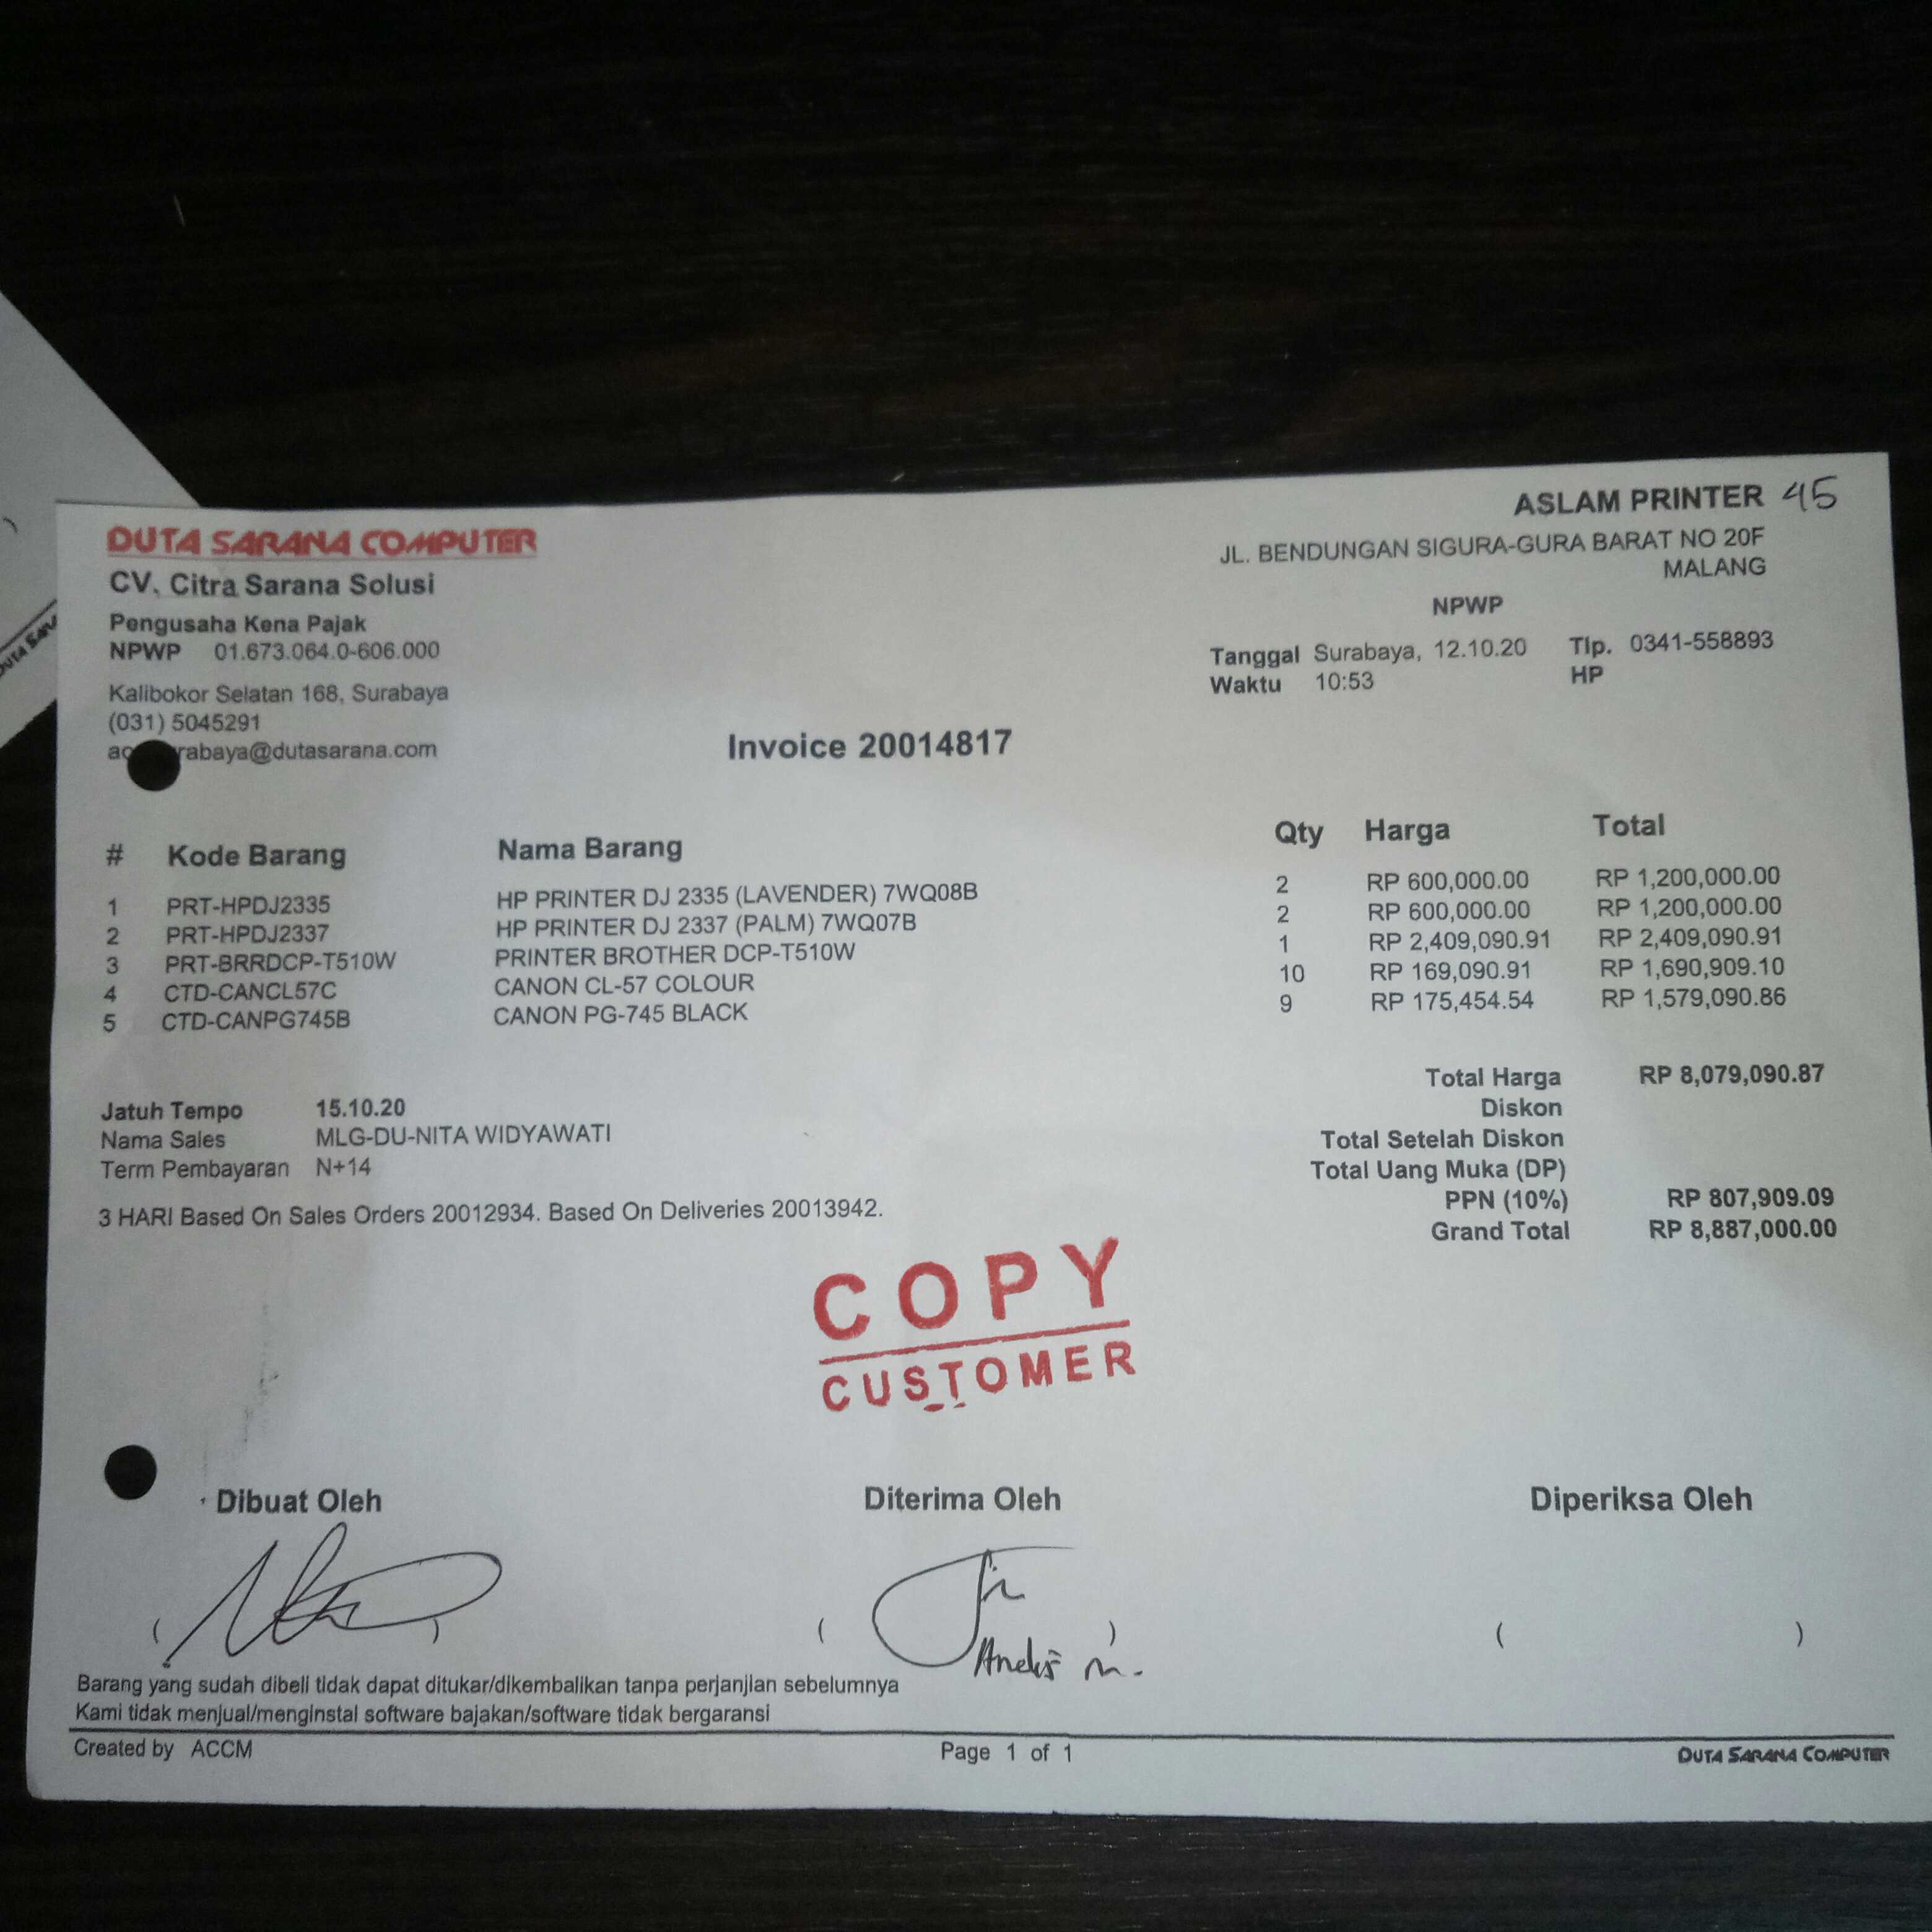 DUTA SARANA COMPUTER
CV. Citra Sarana Solusi
Pengusaha Kena Pajak
NPWP 01.673.064.0-606.000
Kalibokor Selatan 168, Surabaya
(031) 5045291
rabaya@dutasarana.com
ASLAM PRINTER 45
JL. BENDUNGAN SIGURA-GURA BARAT NO 20F
MALANG
NPWP
Tanggal Surabaya, 12.10.20 Tlp. 0341-558893
Waktu 10:53 HP
Invoice 20014817
# Kode Barang Nama Barang Qty Harga Total
1 PRT-HPDJ2335 HP PRINTER DJ 2335 (LAVENDER) 7WQ08B 2 RP 600,000.00 RP 1,200,000.00
2 PRT-HPDJ2337 HP PRINTER DJ 2337 (PALM) 7WQ07B 2 RP 600,000.00 RP 1,200,000.00
3 PRT-BRRDCP-T510W PRINTER BROTHER DCP-T510W 1 RP 2,409,090.91 RP 2,409,090.91
4 CTD-CANCL57C CANON CL-57 COLOUR 10 RP 169,090.91 RP 1,690,909.10
5 CTD-CANPG745B CANON PG-745 BLACK 9 RP 175,454.54 RP 1,579,090.86
Jatuh Tempo 15.10.20
Nama Sales MLG-DU-NITA WIDYAWATI
Term Pembayaran N+14
3 HARI Based On Sales Orders 20012934. Based On Deliveries 20013942.
Total Harga RP 8,079,090.87
Diskon
Total Setelah Diskon
Total Uang Muka (DP)
PPN (10%) RP 807,909.09
Grand Total RP 8,887,000.00
COPY
CUSTOMER
Dibuat Oleh Diterima Oleh Diperiksa Oleh
Barang yang sudah dibeli tidak dapat ditukar/dikembalikan tanpa perjanjian sebelumnya
Kami tidak menjual/menginstal software bajakan/software tidak bergaransi
Created by ACCM Page 1 of 1 DUTA SARANA COMPUTER